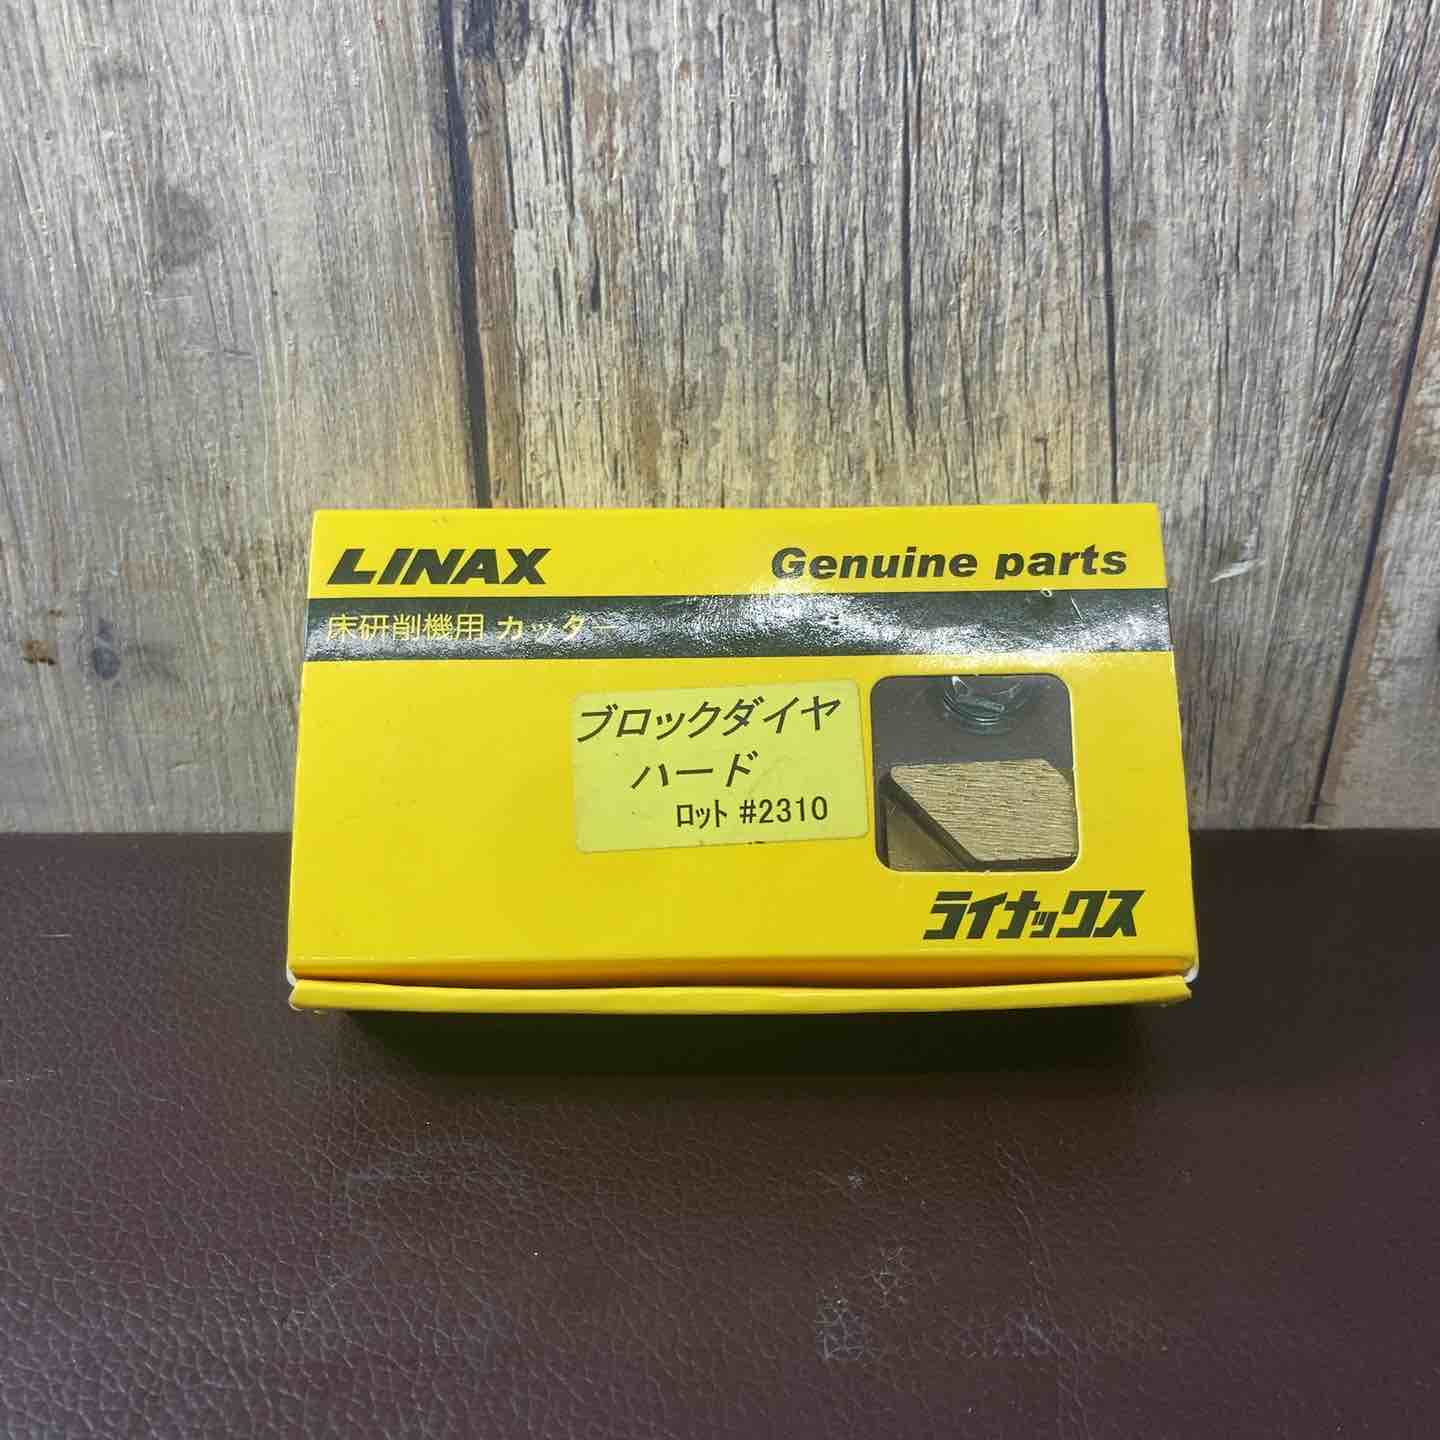 LINAX
Genuine parts
床研削機用 カッター
ブロックダイヤ
ハード
ロット #2310
ライナックス